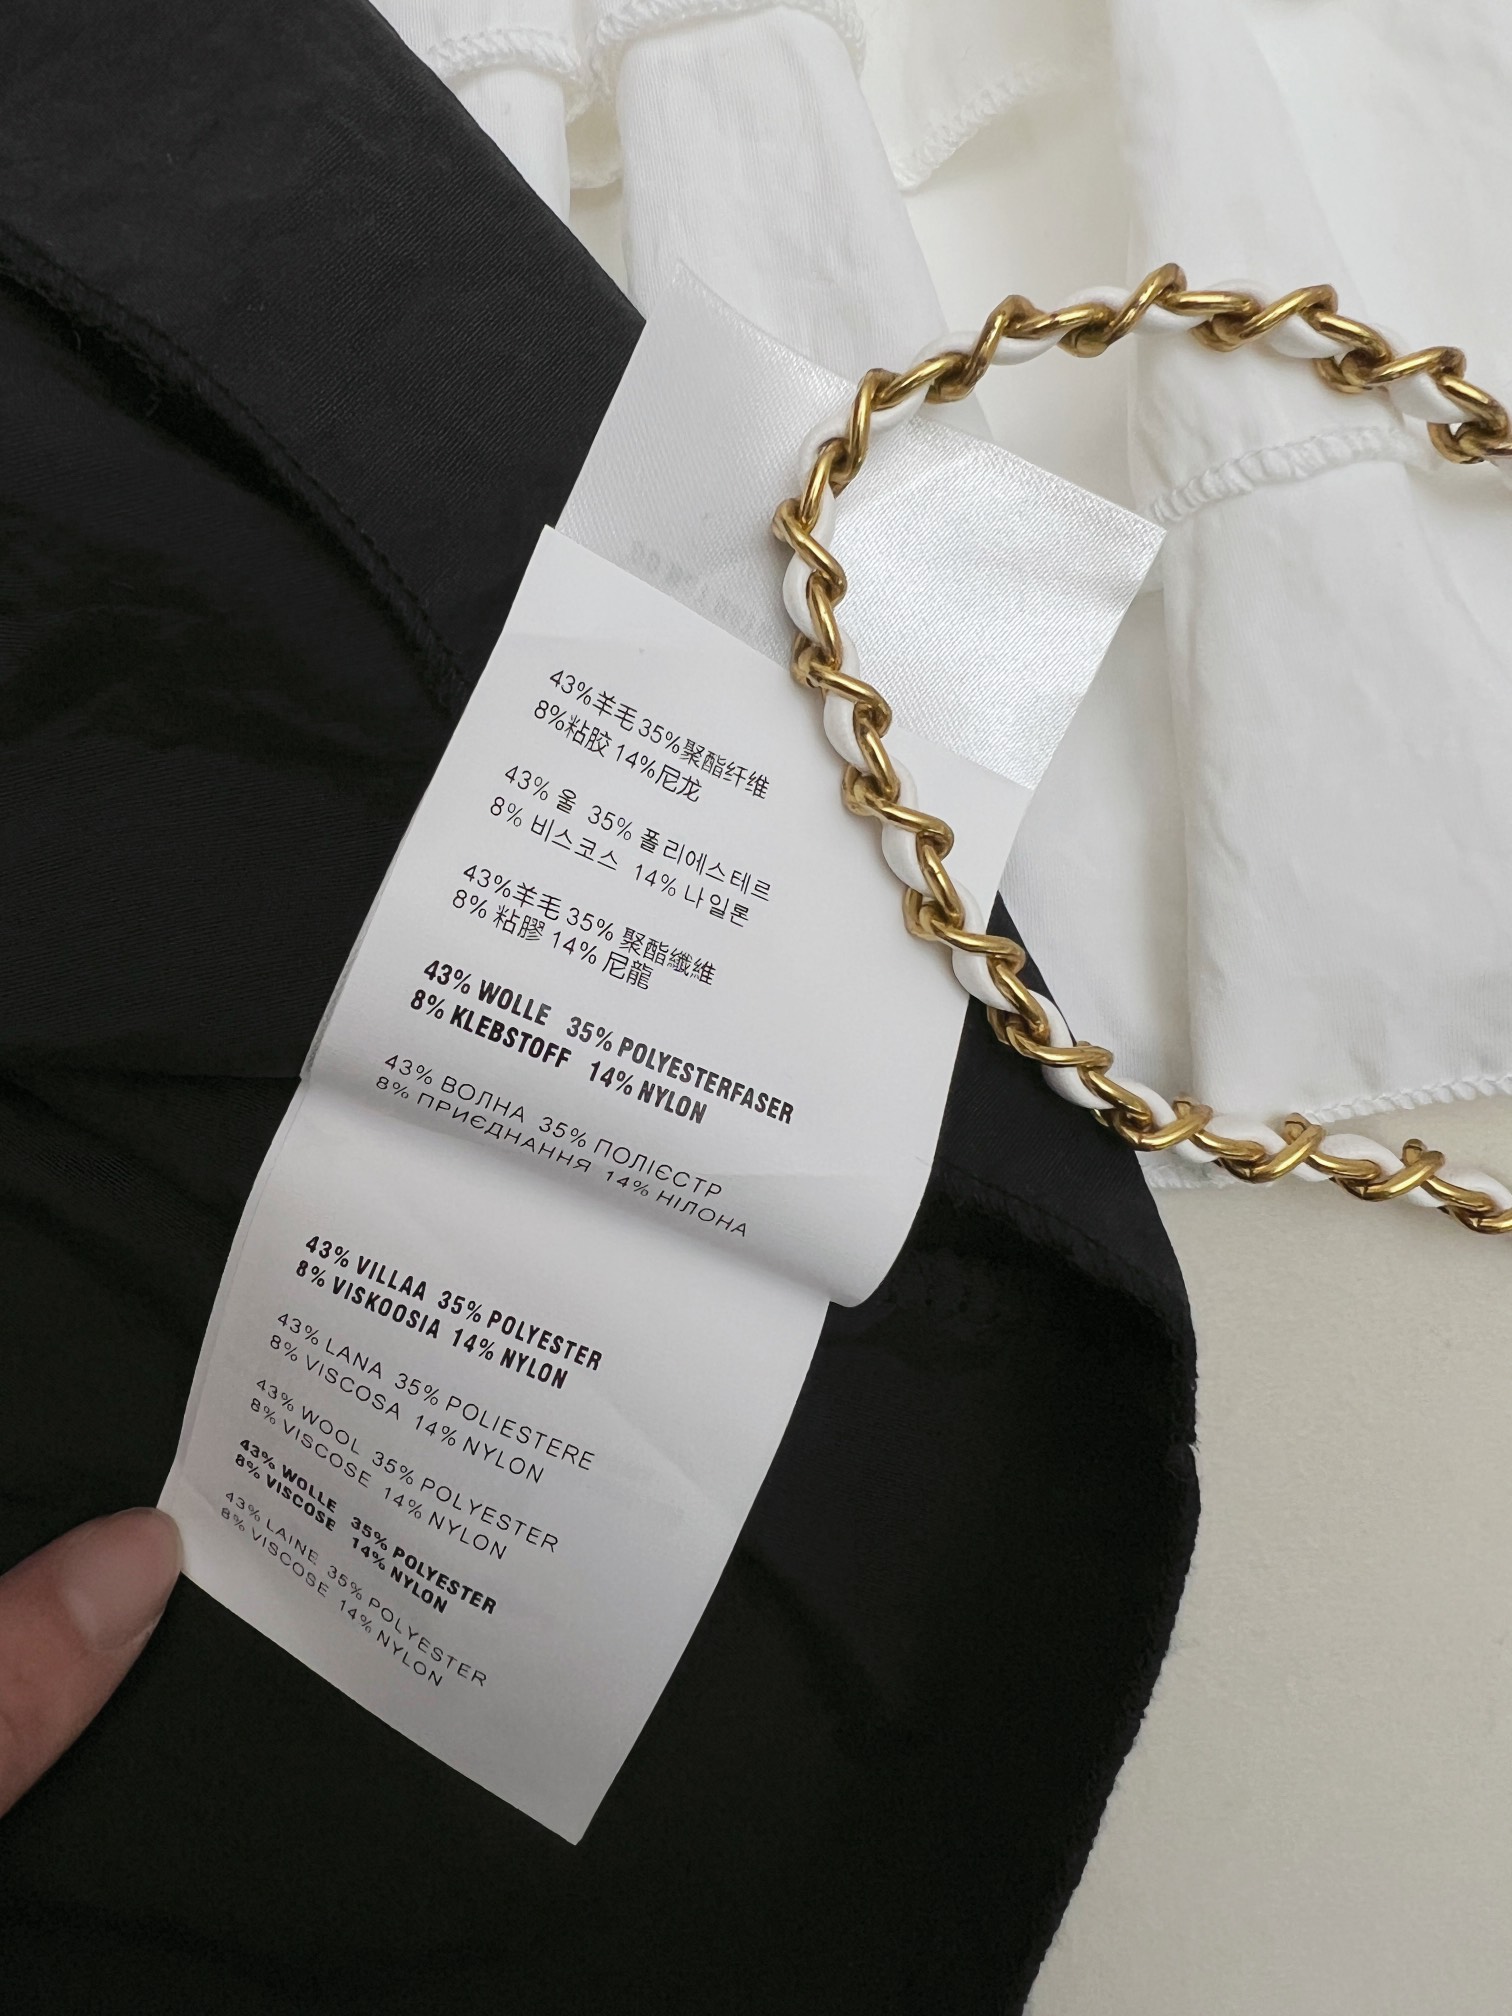 43%羊毛 35%聚酯纤维
8%粘胶 14%尼龙
43% 울 35% 폴리에스테르
8% 비스코스 14% 나일론
43%羊毛 35% 聚酯纖維
8% 粘膠 14% 尼龍
43% WOLLE 35% POLYESTERFASER
8% KLEBSTOFF 14% NYLON
43% ВОЛНА 35% ПОЛІЄСТР
8% ПРИЄДНАННЯ 14% НІЛОНА
43% VILLAA 35% POLYESTER
8% VISKOOSIA 14% NYLON
43% LANA 35% POLIESTERE
8% VISCOSA 14% NYLON
43% WOOL 35% POLYESTER
8% VISCOSE 14% NYLON
43% WOLLE 35% POLYESTER
8% VISCOSE 14% NYLON
43% LAINE 35% POLYESTER
8% VISCOSE 14% NYLON